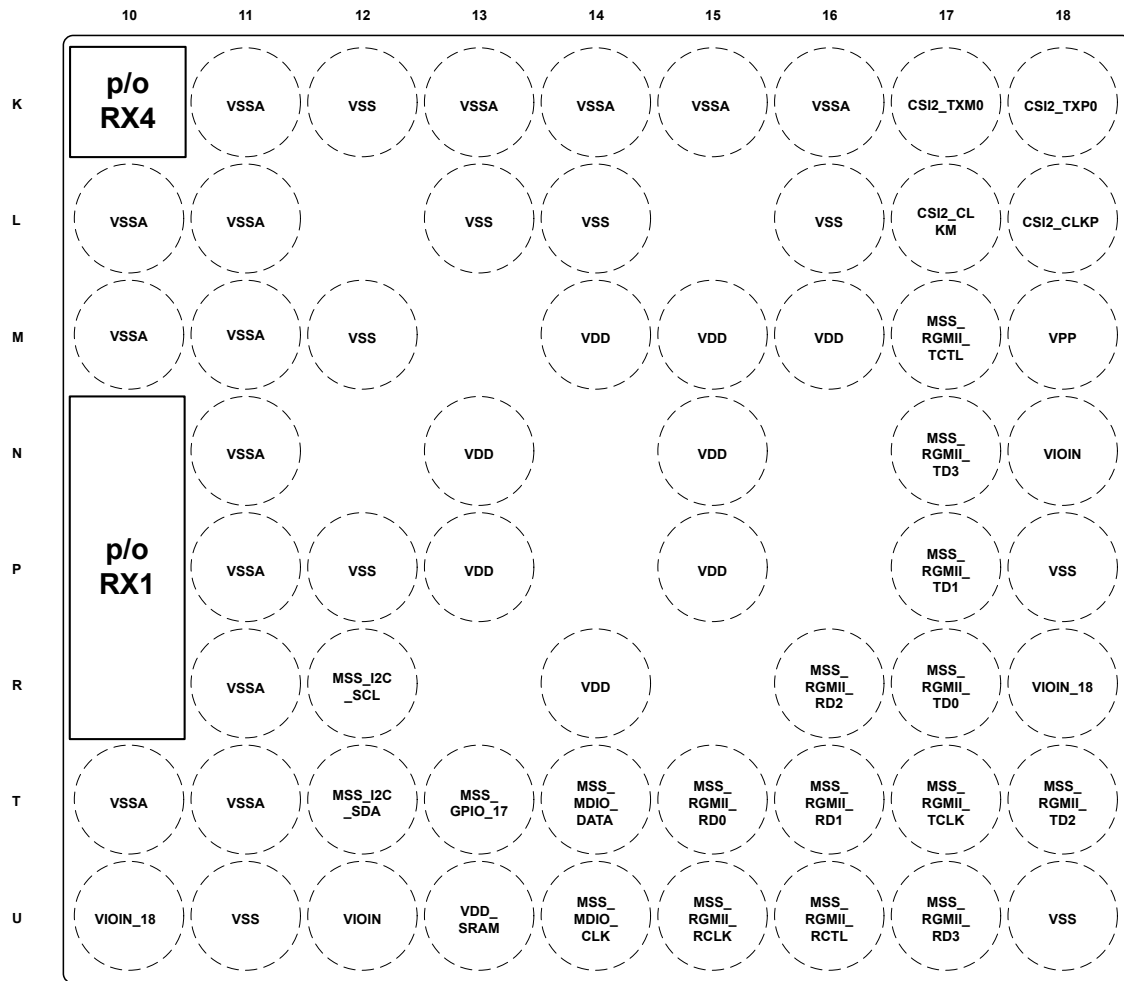 10 11 12 13 14 15 16 17 18
K
p/o
RX4
VSSA
VSS
VSSA
VSSA
VSSA
VSSA
CSI2_TXM0
CSI2_TXP0
L
VSSA
VSSA
VSS
VSS
VSS
CSI2_CL
KM
CSI2_CLKP
M
VSSA
VSSA
VSS
VDD
VDD
VDD
MSS_
RGMII_
TCTL
VPP
N
VSSA
VDD
VDD
MSS_
RGMII_
TD3
VIOIN
p/o
RX1
P
VSSA
VSS
VDD
VDD
MSS_
RGMII_
TD1
VSS
R
VSSA
MSS_I2C
_SCL
VDD
MSS_
RGMII_
RD2
MSS_
RGMII_
TD0
VIOIN_18
T
VSSA
VSSA
MSS_I2C
_SDA
MSS_
GPIO_17
MSS_
MDIO_
DATA
MSS_
RGMII_
RD0
MSS_
RGMII_
RD1
MSS_
RGMII_
TCLK
MSS_
RGMII_
TD2
U
VIOIN_18
VSS
VIOIN
VDD_
SRAM
MSS_
MDIO_
CLK
MSS_
RGMII_
RCLK
MSS_
RGMII_
RCTL
MSS_
RGMII_
RD3
VSS